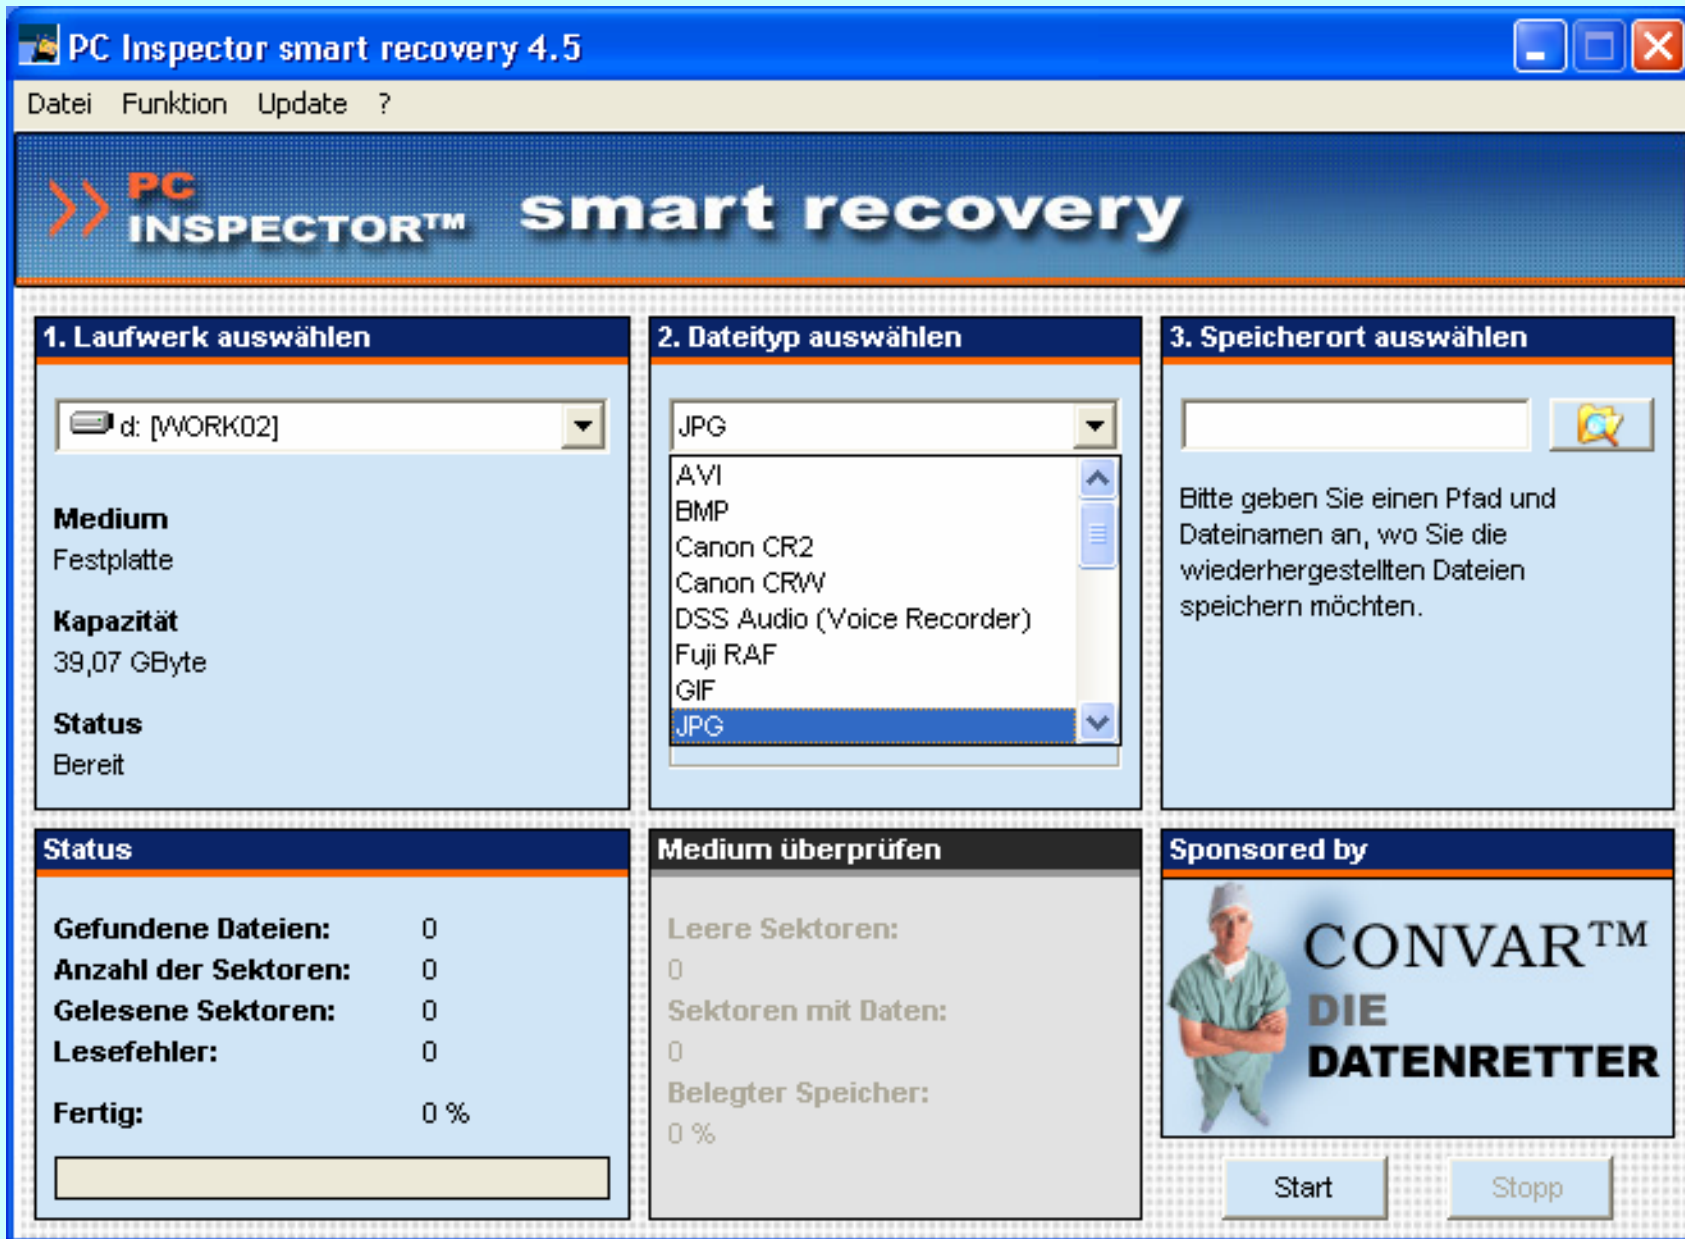 PC Inspector smart recovery 4.5
Datei Funktion Update ?
PC
INSPECTOR™ smart recovery
1. Laufwerk auswählen
d: [WORK02]
Medium
Festplatte
Kapazität
39,07 GByte
Status
Bereit
2. Dateityp auswählen
JPG
AVI
BMP
Canon CR2
Canon CRW
DSS Audio (Voice Recorder)
Fuji RAF
GIF
JPG
3. Speicherort auswählen
Bitte geben Sie einen Pfad und
Dateinamen an, wo Sie die
wiederhergestellten Dateien
speichern möchten.
Status
Gefundene Dateien: 0
Anzahl der Sektoren: 0
Gelesene Sektoren: 0
Lesefehler: 0
Fertig: 0 %
Medium überprüfen
Leere Sektoren:
0
Sektoren mit Daten:
0
Belegter Speicher:
0 %
Sponsored by
CONVAR™
DIE
DATENRETTER
Start Stopp